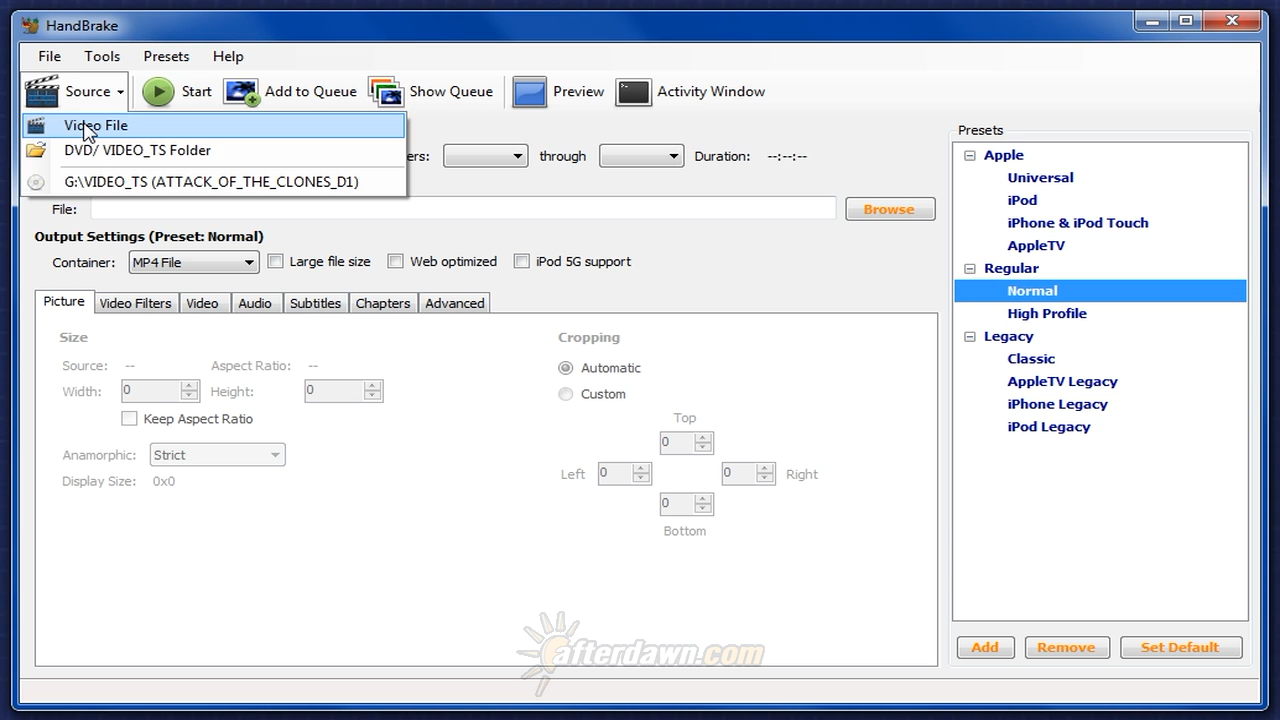 HandBrake
File Tools Presets Help
Source Start Add to Queue Show Queue Preview Activity Window
Video File
DVD/ VIDEO_TS Folder
G:\VIDEO_TS (ATTACK_OF_THE_CLONES_D1)
ers: through Duration: --:--:--
File: Browse
Output Settings (Preset: Normal)
Container: MP4 File Large file size Web optimized iPod 5G support
Picture Video Filters Video Audio Subtitles Chapters Advanced
Size
Source: -- Aspect Ratio: --
Width: 0 Height: 0
Keep Aspect Ratio
Anamorphic: Strict
Display Size: 0x0
Cropping
Automatic
Custom
Top
0
Left 0 0 Right
0
Bottom
Presets
Apple
Universal
iPod
iPhone & iPod Touch
AppleTV
Regular
Normal
High Profile
Legacy
Classic
AppleTV Legacy
iPhone Legacy
iPod Legacy
Add Remove Set Default
afterdawn.com